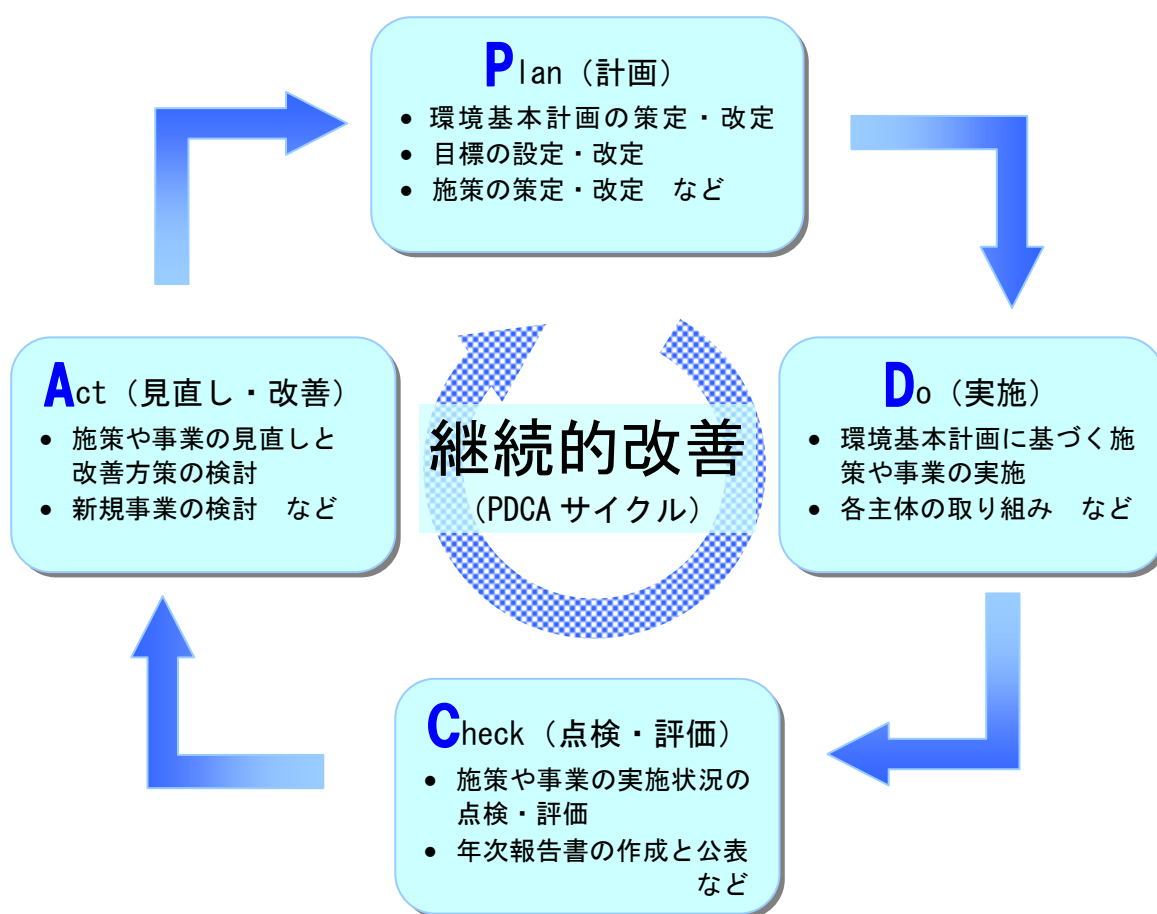 Plan（計画）
• 環境基本計画の策定・改定
• 目標の設定・改定
• 施策の策定・改定　など
Act（見直し・改善）
• 施策や事業の見直しと
改善方策の検討
• 新規事業の検討　など
継続的改善
（PDCA サイクル）
Do（実施）
• 環境基本計画に基づく施
策や事業の実施
• 各主体の取り組み　など
Check（点検・評価）
• 施策や事業の実施状況の
点検・評価
• 年次報告書の作成と公表
など